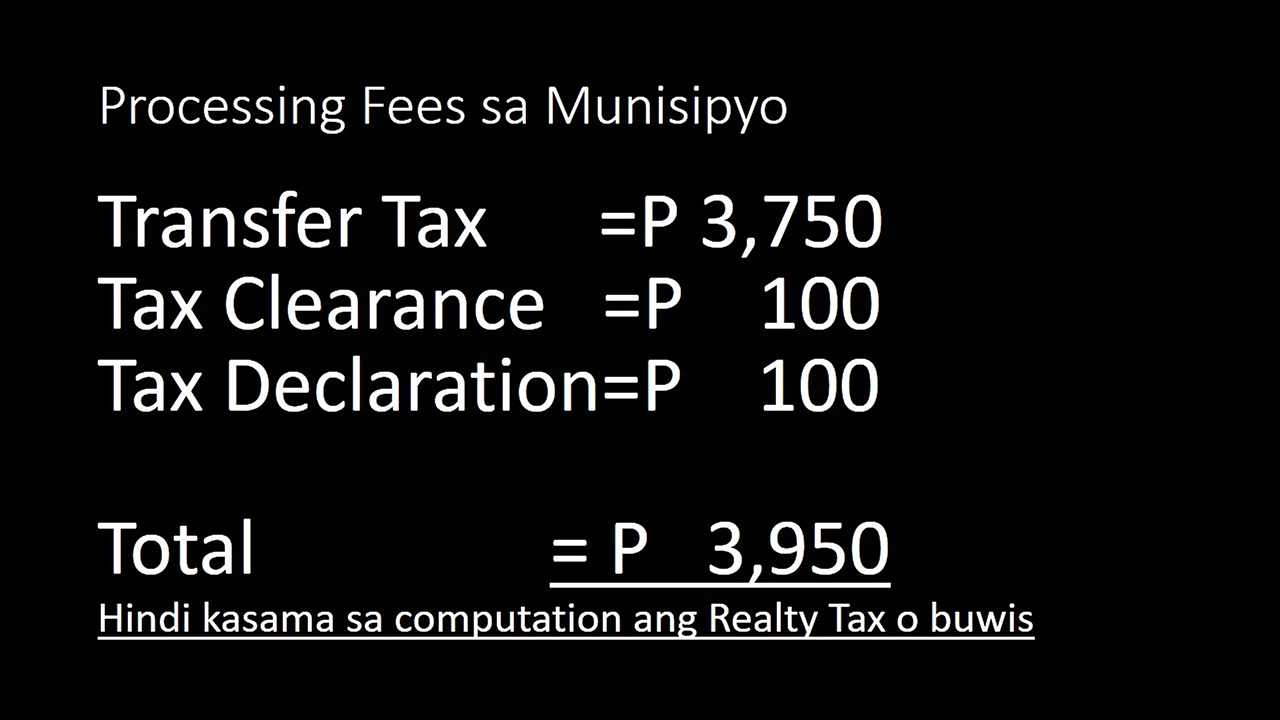 Processing Fees sa Munisipyo
Transfer Tax =P 3,750
Tax Clearance =P 100
Tax Declaration=P 100
Total = P 3,950
Hindi kasama sa computation ang Realty Tax o buwis